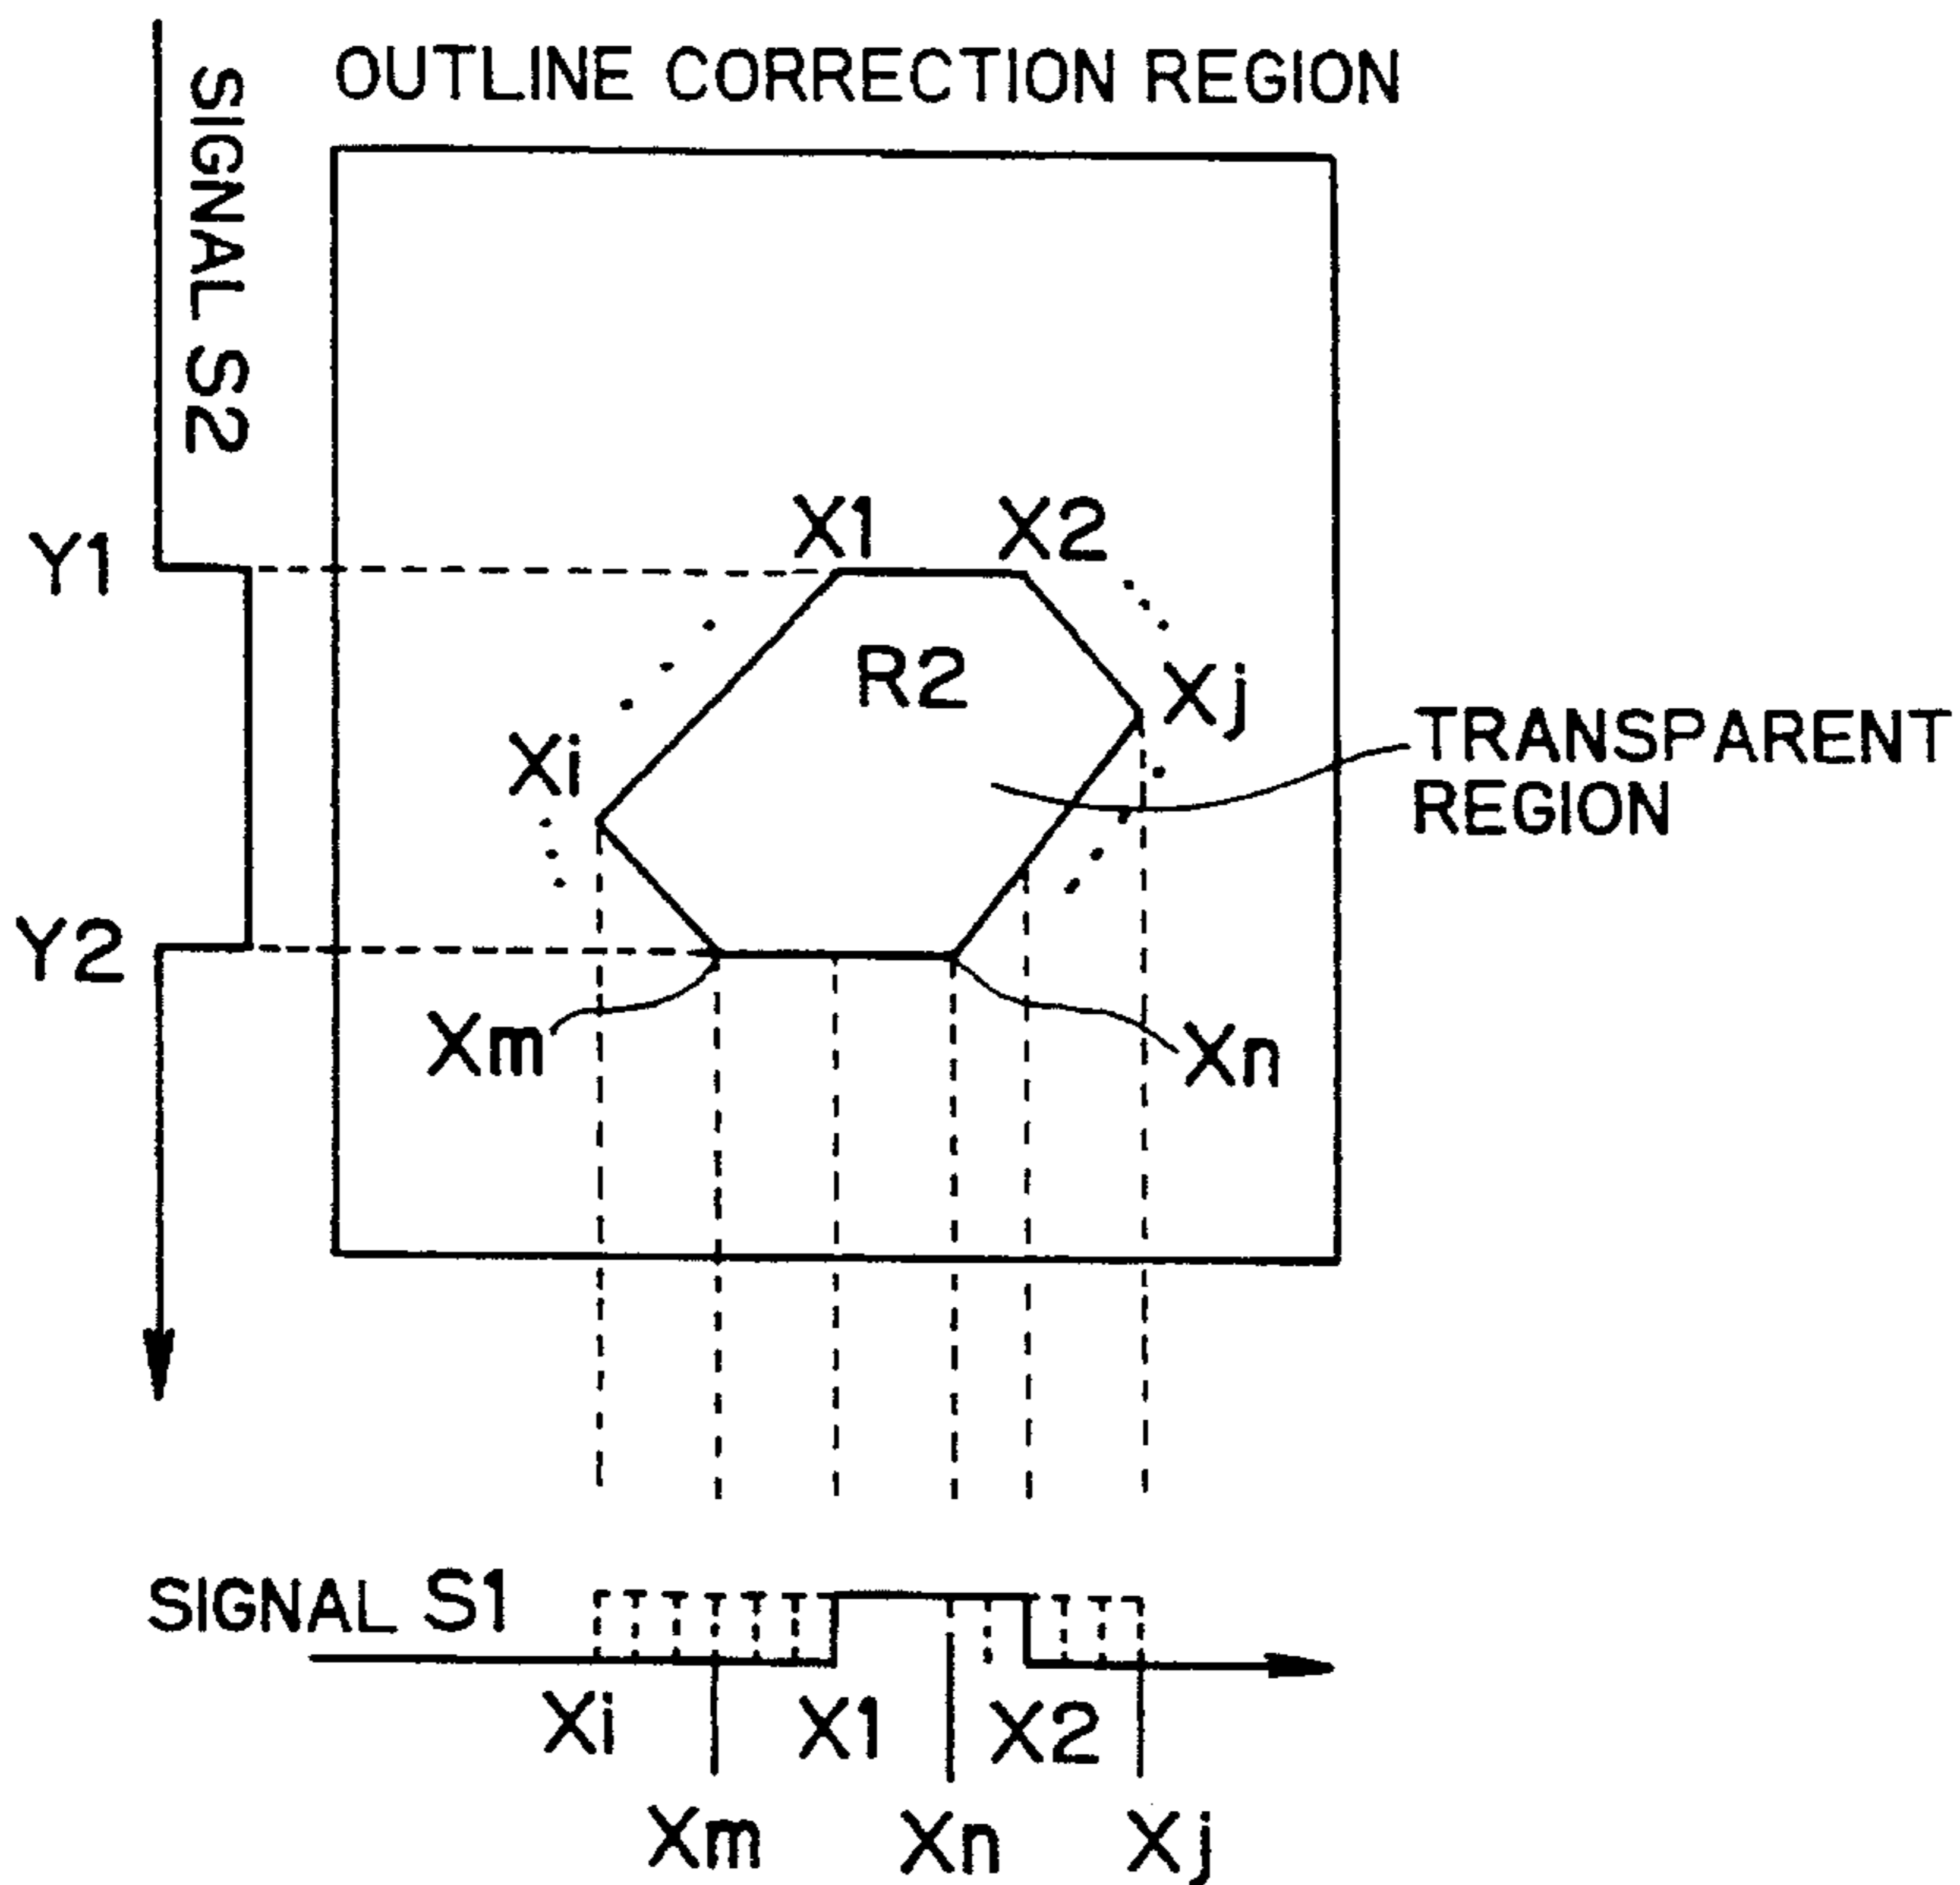 OUTLINE CORRECTION REGION
SIGNAL S2
Y1
X1
X2
R2
Xj
Xi
TRANSPARENT
REGION
Y2
Xm
Xn
SIGNAL S1
Xi
X1
X2
Xm
Xn
Xj